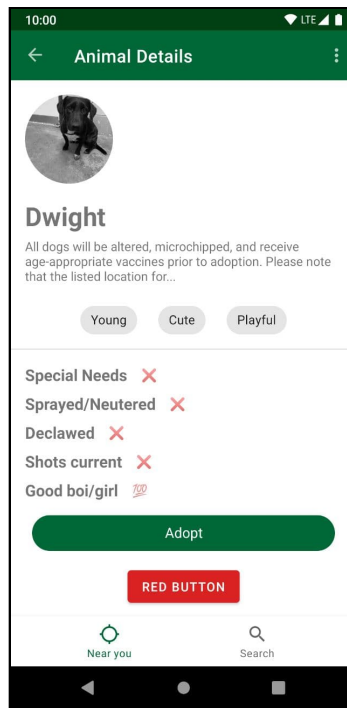 10:00 LTE
Animal Details
Dwight
All dogs will be altered, microchipped, and receive
age-appropriate vaccines prior to adoption. Please note
that the listed location for...
Young Cute Playful
Special Needs ❌
Sprayed/Neutered ❌
Declawed ❌
Shots current ❌
Good boi/girl 💯
Adopt
RED BUTTON
Near you Search